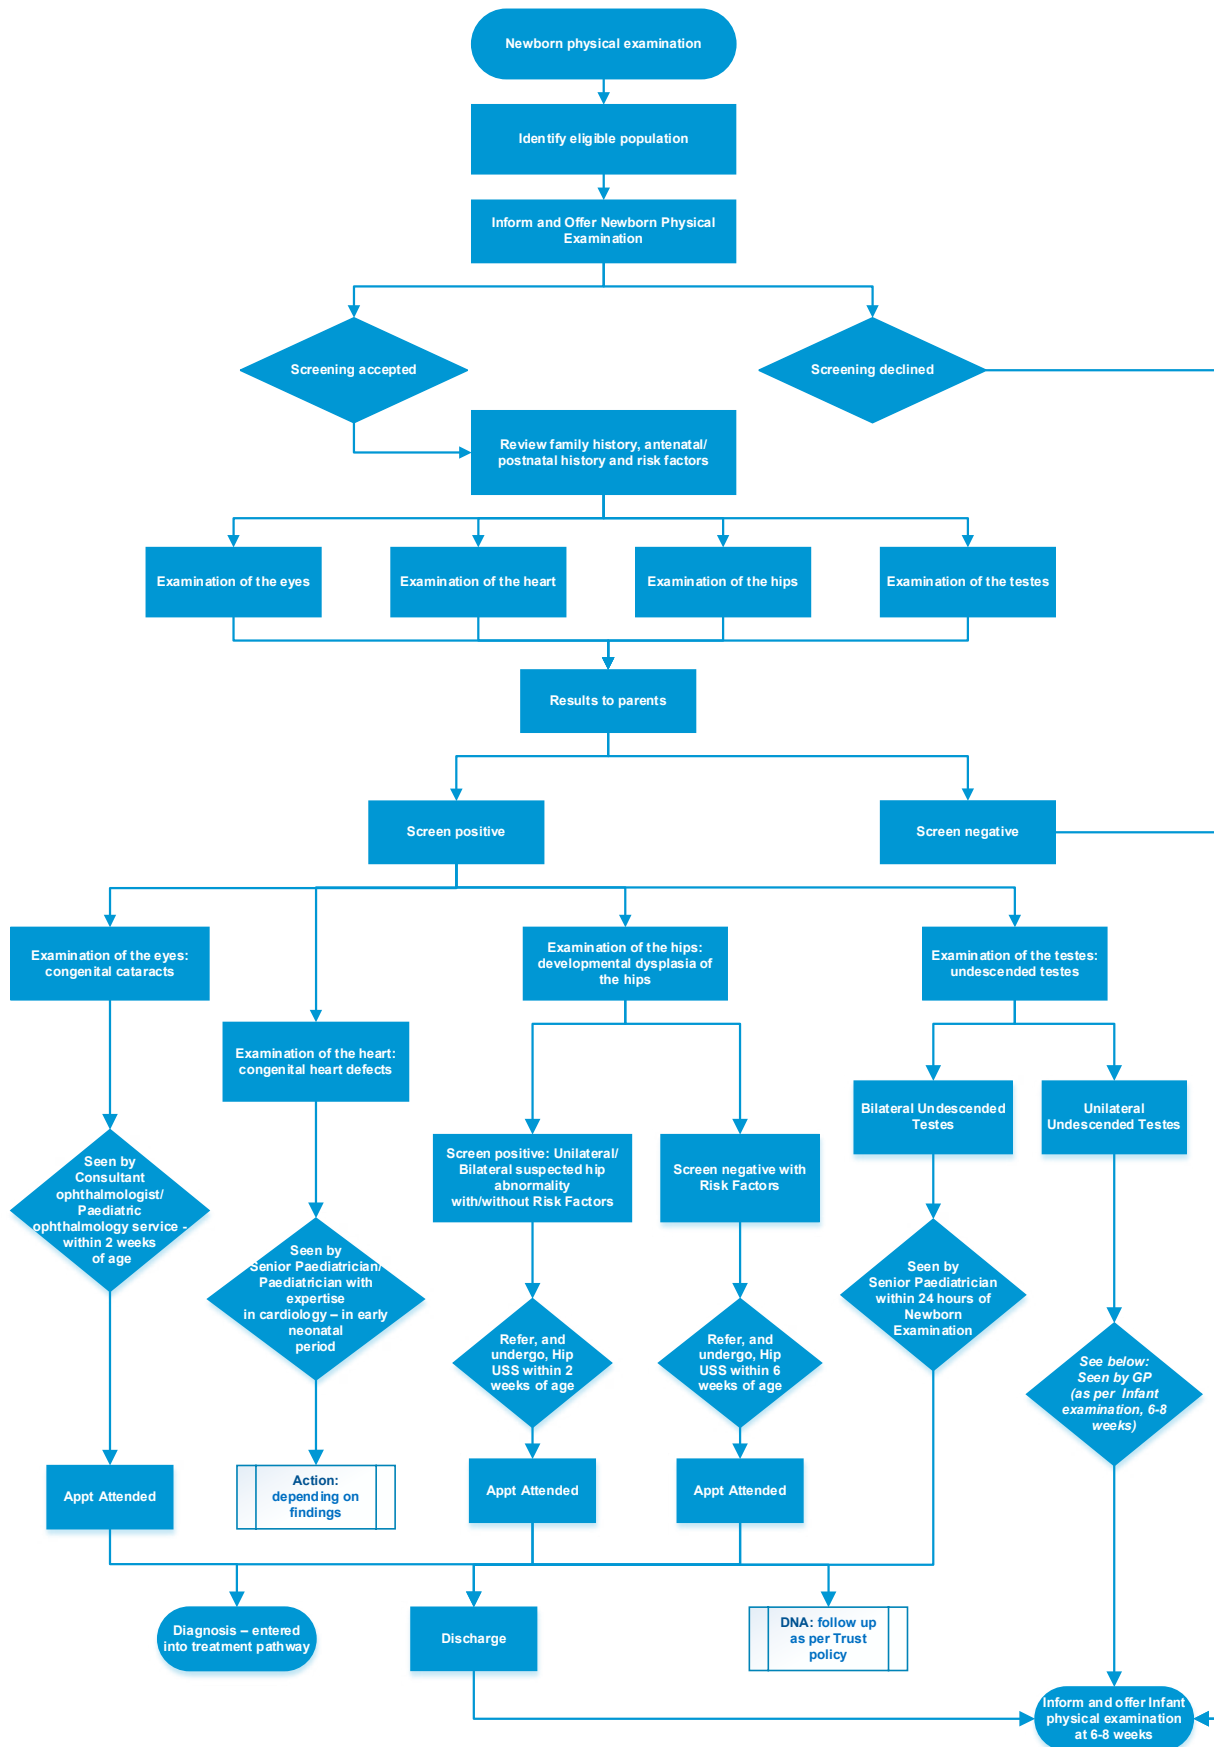 Newborn physical examination
Identify eligible population
Inform and Offer Newborn Physical
Examination
Screening accepted
Screening declined
Review family history, antenatal/
postnatal history and risk factors
Examination of the eyes
Examination of the heart
Examination of the hips
Examination of the testes
Results to parents
Screen positive
Screen negative
Examination of the eyes:
congenital cataracts
Examination of the heart:
congenital heart defects
Examination of the hips:
developmental dysplasia of
the hips
Examination of the testes:
undescended testes
Screen positive: Unilateral/
Bilateral suspected hip
abnormality
with/without Risk Factors
Screen negative with
Risk Factors
Bilateral Undescended
Testes
Unilateral
Undescended Testes
Seen by
Consultant
ophthalmologist/
Paediatric
ophthalmology service -
within 2 weeks
of age
Seen by
Senior Paediatrician/
Paediatrician with
expertise
in cardiology – in early
neonatal
period
Refer, and
undergo, Hip
USS within 2
weeks of age
Refer, and
undergo, Hip
USS within 6
weeks of age
Seen by
Senior Paediatrician
within 24 hours of
Newborn
Examination
See below:
Seen by GP
(as per Infant
examination, 6-8
weeks)
Appt Attended
Action:
depending on
findings
Appt Attended
Appt Attended
Diagnosis – entered
into treatment pathway
Discharge
DNA: follow up
as per Trust
policy
Inform and offer Infant
physical examination
at 6-8 weeks